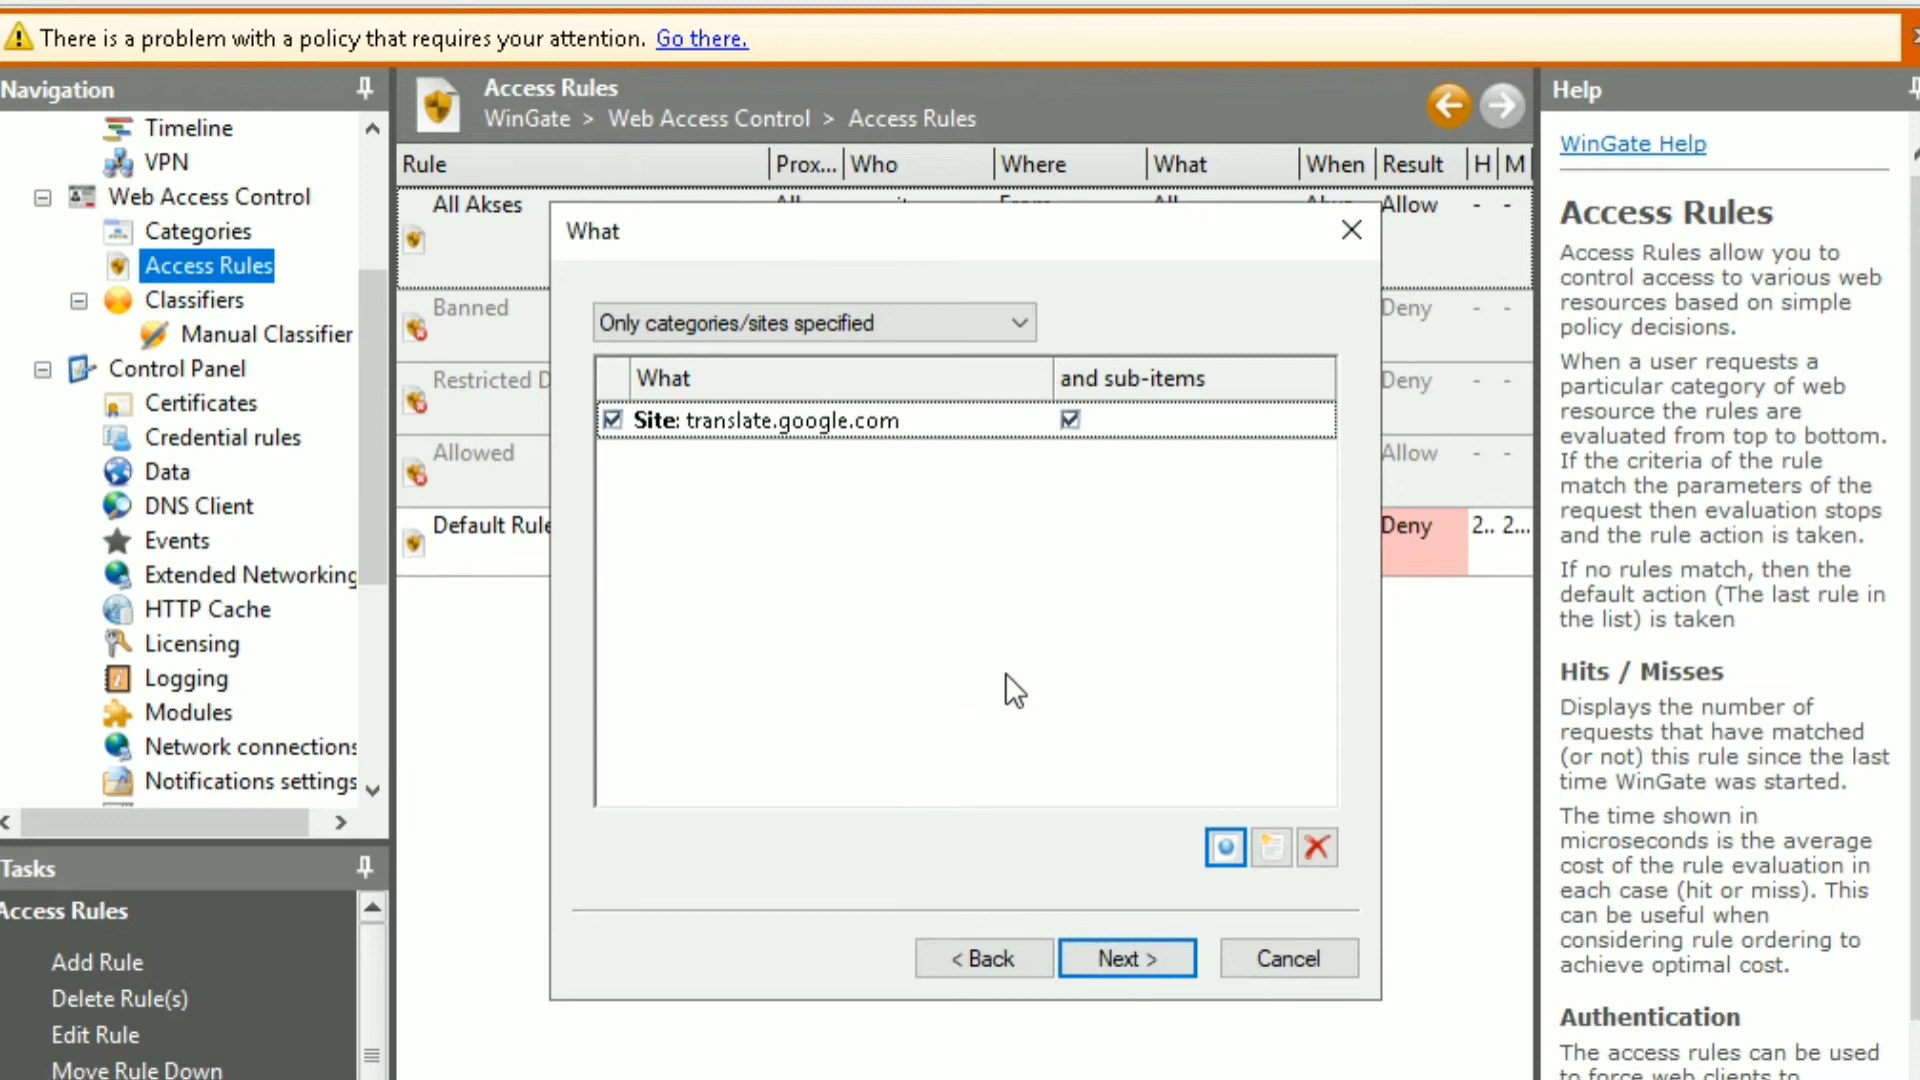 There is a problem with a policy that requires your attention. Go there.
Navigation
Timeline
VPN
Web Access Control
Categories
Access Rules
Classifiers
Manual Classifier
Control Panel
Certificates
Credential rules
Data
DNS Client
Events
Extended Networking
HTTP Cache
Licensing
Logging
Modules
Network connections
Notifications settings
Tasks
Access Rules
Add Rule
Delete Rule(s)
Edit Rule
Move Rule Down
Access Rules
WinGate > Web Access Control > Access Rules
Rule Prox... Who Where What When Result H M
All Akses Allow - -
Banned Deny - -
Restricted D Deny - -
Allowed Allow - -
Default Rule Deny 2.. 2...
What
Only categories/sites specified
What and sub-items
Site: translate.google.com
< Back Next > Cancel
Help
WinGate Help
Access Rules
Access Rules allow you to
control access to various web
resources based on simple
policy decisions.
When a user requests a
particular category of web
resource the rules are
evaluated from top to bottom.
If the criteria of the rule
match the parameters of the
request then evaluation stops
and the rule action is taken.
If no rules match, then the
default action (The last rule in
the list) is taken
Hits / Misses
Displays the number of
requests that have matched
(or not) this rule since the last
time WinGate was started.
The time shown in
microseconds is the average
cost of the rule evaluation in
each case (hit or miss). This
can be useful when
considering rule ordering to
achieve optimal cost.
Authentication
The access rules can be used
to force web clients to